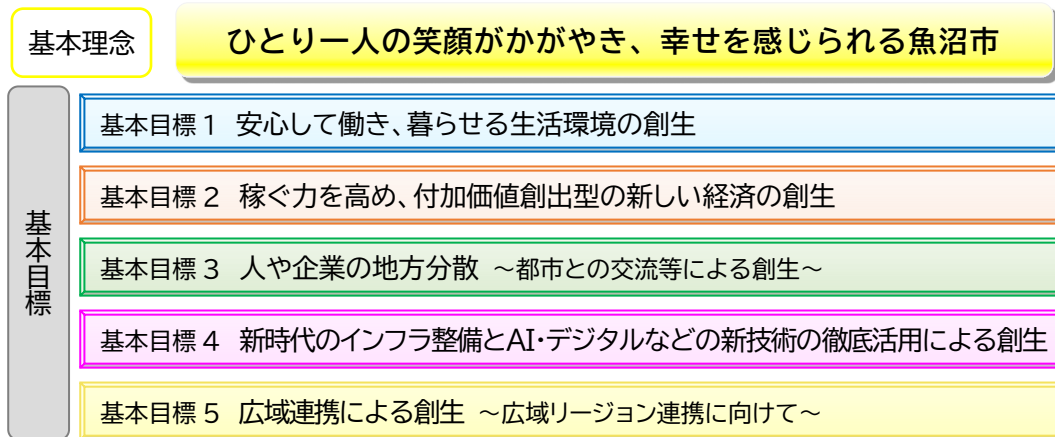 基本理念
ひとり一人の笑顔がかがやき、幸せを感じられる魚沼市
基本目標
基本目標1 安心して働き、暮らせる生活環境の創生
基本目標2 稼ぐ力を高め、付加価値創出型の新しい経済の創生
基本目標3 人や企業の地方分散 ~都市との交流等による創生~
基本目標4 新時代のインフラ整備とAI・デジタルなどの新技術の徹底活用による創生
基本目標5 広域連携による創生 ~広域リージョン連携に向けて~